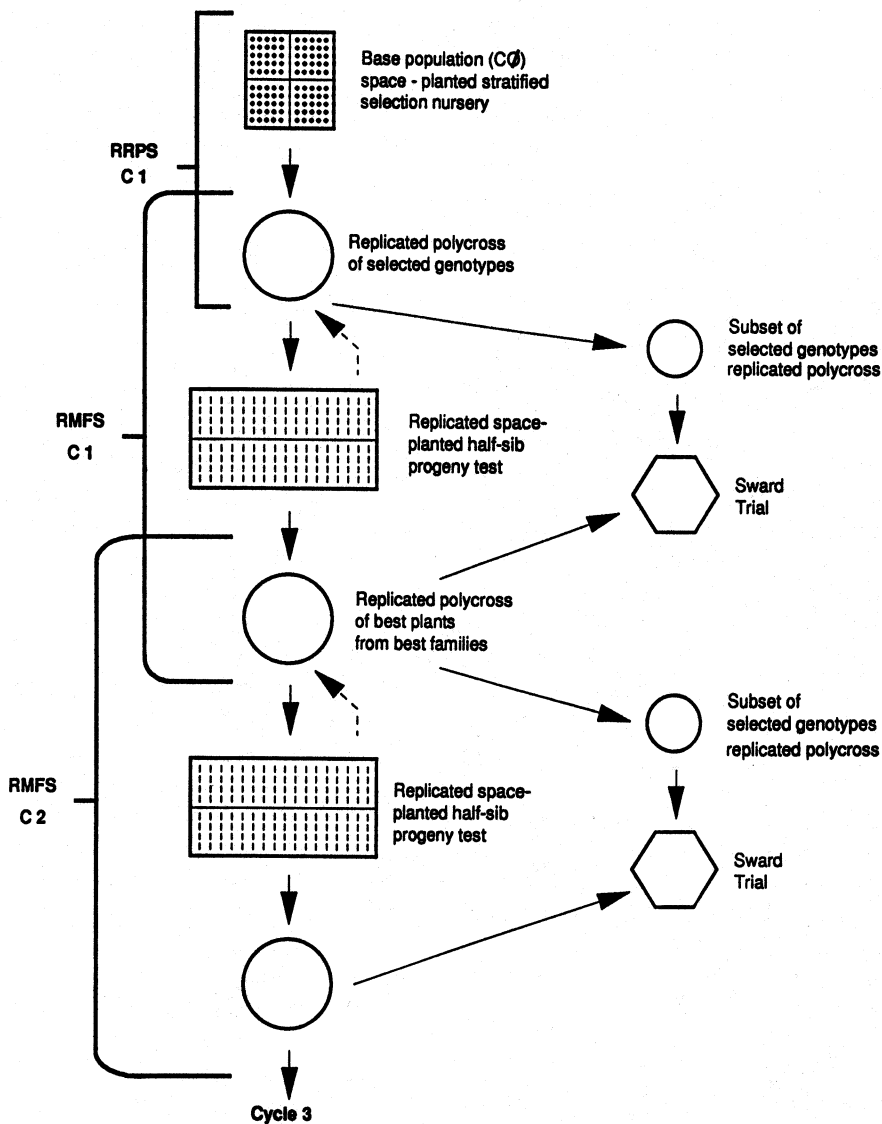 Base population (CØ)
space - planted stratified
selection nursery
RRPS
C 1
Replicated polycross
of selected genotypes
Subset of
selected genotypes
replicated polycross
RMFS
C 1
Replicated space-
planted half-sib
progeny test
Sward
Trial
Replicated polycross
of best plants
from best families
Subset of
selected genotypes
replicated polycross
RMFS
C 2
Replicated space-
planted half-sib
progeny test
Sward
Trial
Cycle 3